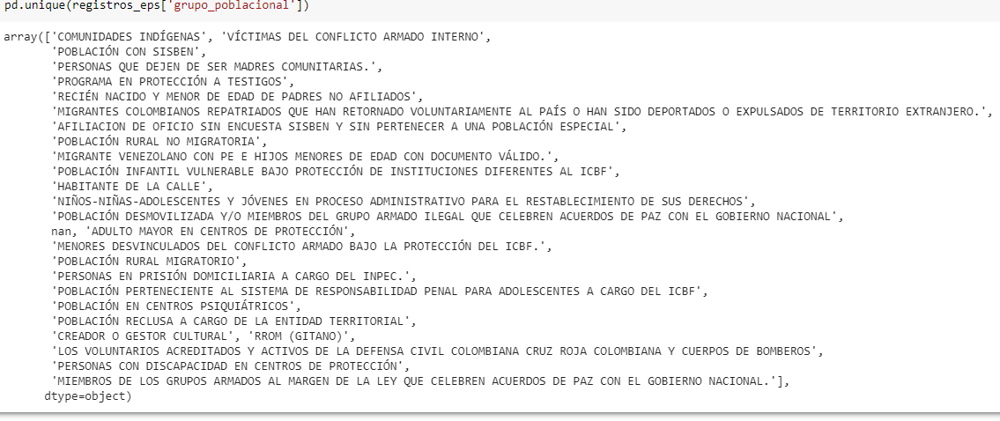 pd.unique(registros_eps['grupo_poblacional'])
array(['COMUNIDADES INDÍGENAS', 'VÍCTIMAS DEL CONFLICTO ARMADO INTERNO',
'POBLACIÓN CON SISBEN',
'PERSONAS QUE DEJEN DE SER MADRES COMUNITARIAS.',
'PROGRAMA EN PROTECCIÓN A TESTIGOS',
'RECIÉN NACIDO Y MENOR DE EDAD DE PADRES NO AFILIADOS',
'MIGRANTES COLOMBIANOS REPATRIADOS QUE HAN RETORNADO VOLUNTARIAMENTE AL PAÍS O HAN SIDO DEPORTADOS O EXPULSADOS DE TERRITORIO EXTRANJERO.',
'AFILIACION DE OFICIO SIN ENCUESTA SISBEN Y SIN PERTENECER A UNA POBLACIÓN ESPECIAL',
'POBLACIÓN RURAL NO MIGRATORIA',
'MIGRANTE VENEZOLANO CON PE E HIJOS MENORES DE EDAD CON DOCUMENTO VÁLIDO.',
'POBLACIÓN INFANTIL VULNERABLE BAJO PROTECCIÓN DE INSTITUCIONES DIFERENTES AL ICBF',
'HABITANTE DE LA CALLE',
'NIÑOS-NIÑAS-ADOLESCENTES Y JÓVENES EN PROCESO ADMINISTRATIVO PARA EL RESTABLECIMIENTO DE SUS DERECHOS',
'POBLACIÓN DESMOVILIZADA Y/O MIEMBROS DEL GRUPO ARMADO ILEGAL QUE CELEBREN ACUERDOS DE PAZ CON EL GOBIERNO NACIONAL',
nan, 'ADULTO MAYOR EN CENTROS DE PROTECCIÓN',
'MENORES DESVINCULADOS DEL CONFLICTO ARMADO BAJO LA PROTECCIÓN DEL ICBF.',
'POBLACIÓN RURAL MIGRATORIO',
'PERSONAS EN PRISIÓN DOMICILIARIA A CARGO DEL INPEC.',
'POBLACIÓN PERTENECIENTE AL SISTEMA DE RESPONSABILIDAD PENAL PARA ADOLESCENTES A CARGO DEL ICBF',
'POBLACIÓN EN CENTROS PSIQUIÁTRICOS',
'POBLACIÓN RECLUSA A CARGO DE LA ENTIDAD TERRITORIAL',
'CREADOR O GESTOR CULTURAL', 'RROM (GITANO)',
'LOS VOLUNTARIOS ACREDITADOS Y ACTIVOS DE LA DEFENSA CIVIL COLOMBIANA CRUZ ROJA COLOMBIANA Y CUERPOS DE BOMBEROS',
'PERSONAS CON DISCAPACIDAD EN CENTROS DE PROTECCIÓN',
'MIEMBROS DE LOS GRUPOS ARMADOS AL MARGEN DE LA LEY QUE CELEBREN ACUERDOS DE PAZ CON EL GOBIERNO NACIONAL.'],
dtype=object)